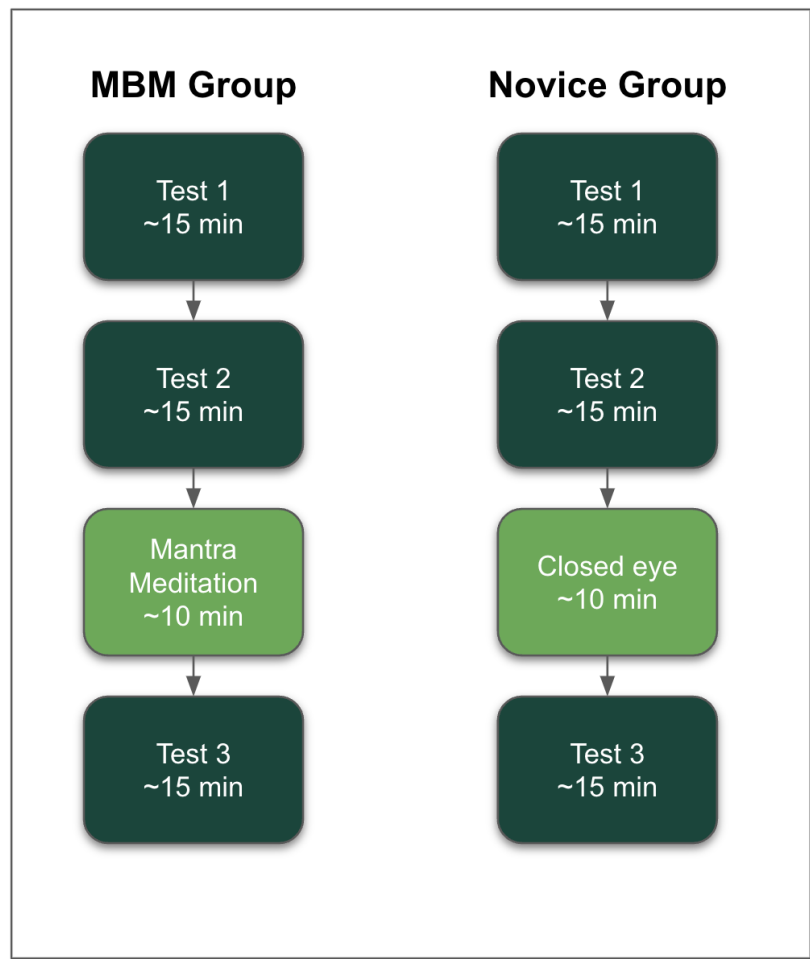 MBM Group
Test 1
~15 min
Test 2
~15 min
Mantra
Meditation
~10 min
Test 3
~15 min
Novice Group
Test 1
~15 min
Test 2
~15 min
Closed eye
~10 min
Test 3
~15 min